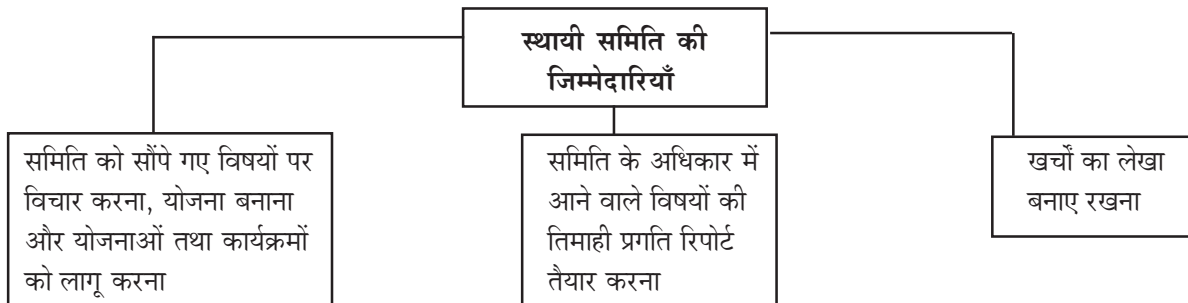 स्थायी समिति की
जिम्मेदारियाँ
समिति को सौंपे गए विषयों पर
विचार करना, योजना बनाना
और योजनाओं तथा कार्यक्रमों
को लागू करना
समिति के अधिकार में
आने वाले विषयों की
तिमाही प्रगति रिपोर्ट
तैयार करना
खर्चों का लेखा
बनाए रखना